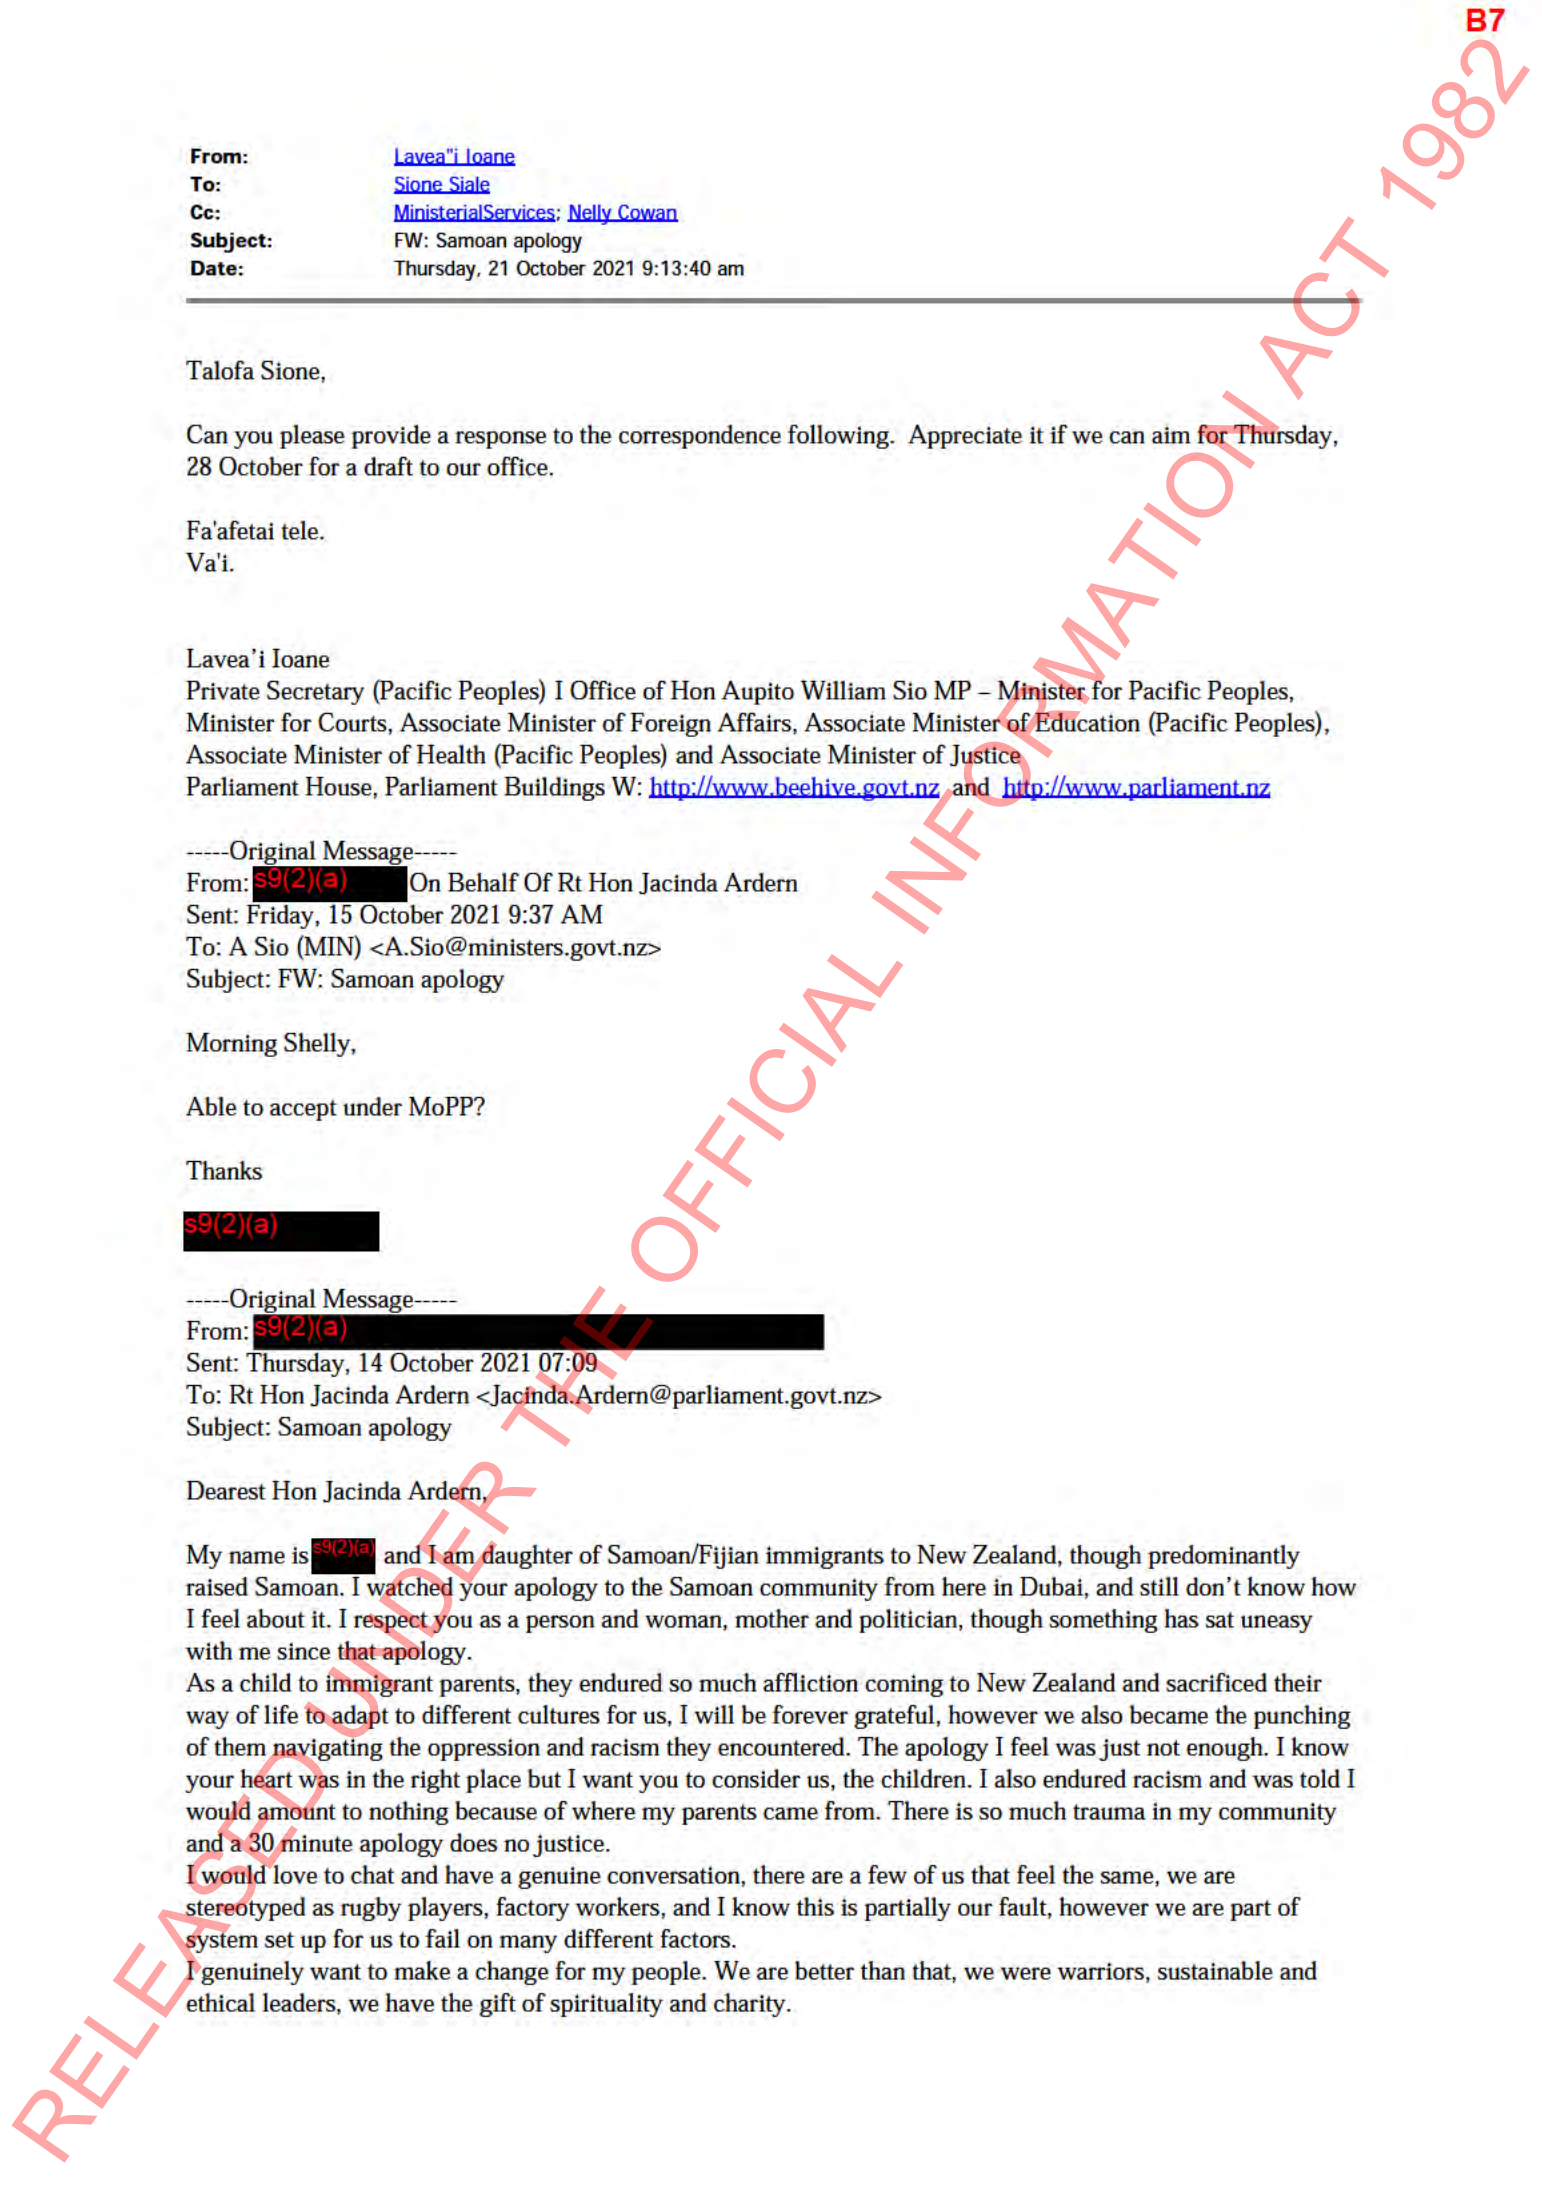 B7
From: Lavea"i Ioane
To: Sione Siale
Cc: MinisterialServices; Nelly Cowan
Subject: FW: Samoan apology
Date: Thursday, 21 October 2021 9:13:40 am
Talofa Sione,
Can you please provide a response to the correspondence following.  Appreciate it if we can aim for Thursday,
28 October for a draft to our office.
Fa'afetai tele.
Va'i.
Lavea’i Ioane
Private Secretary (Pacific Peoples) I Office of Hon Aupito William Sio MP – Minister for Pacific Peoples,
Minister for Courts, Associate Minister of Foreign Affairs, Associate Minister of Education (Pacific Peoples),
Associate Minister of Health (Pacific Peoples) and Associate Minister of Justice
Parliament House, Parliament Buildings W: http://www.beehive.govt.nz  and  http://www.parliament.nz
-----Original Message-----
From: s9(2)(a) On Behalf Of Rt Hon Jacinda Ardern
Sent: Friday, 15 October 2021 9:37 AM
To: A Sio (MIN) <A.Sio@ministers.govt.nz>
Subject: FW: Samoan apology
Morning Shelly,
Able to accept under MoPP?
Thanks
s9(2)(a)
-----Original Message-----
From: s9(2)(a)
Sent: Thursday, 14 October 2021 07:09
To: Rt Hon Jacinda Ardern <Jacinda.Ardern@parliament.govt.nz>
Subject: Samoan apology
Dearest Hon Jacinda Ardern,
My name is s9(2)(a) and I am daughter of Samoan/Fijian immigrants to New Zealand, though predominantly
raised Samoan. I watched your apology to the Samoan community from here in Dubai, and still don’t know how
I feel about it. I respect you as a person and woman, mother and politician, though something has sat uneasy
with me since that apology.
As a child to immigrant parents, they endured so much affliction coming to New Zealand and sacrificed their
way of life to adapt to different cultures for us, I will be forever grateful, however we also became the punching
of them navigating the oppression and racism they encountered. The apology I feel was just not enough. I know
your heart was in the right place but I want you to consider us, the children. I also endured racism and was told I
would amount to nothing because of where my parents came from. There is so much trauma in my community
and a 30 minute apology does no justice.
I would love to chat and have a genuine conversation, there are a few of us that feel the same, we are
stereotyped as rugby players, factory workers, and I know this is partially our fault, however we are part of
system set up for us to fail on many different factors.
I genuinely want to make a change for my people. We are better than that, we were warriors, sustainable and
ethical leaders, we have the gift of spirituality and charity.
RELEASED UNDER THE OFFICIAL INFORMATION ACT 1982